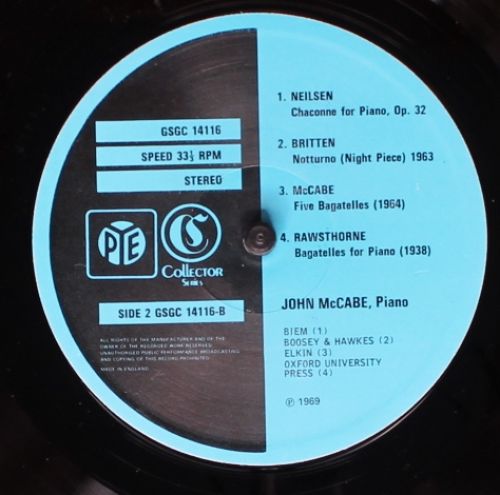 GSGC 14116
SPEED 33⅓ RPM
STEREO
PYE
Collector
Series
SIDE 2 GSGC 14116-B
ALL RIGHTS OF THE MANUFACTURER AND OF THE
OWNER OF THE RECORDED WORK RESERVED
UNAUTHORISED PUBLIC PERFORMANCE BROADCASTING
AND COPYING OF THIS RECORD PROHIBITED
MADE IN ENGLAND
1. NEILSEN
Chaconne for Piano, Op. 32
2. BRITTEN
Notturno (Night Piece) 1963
3. McCABE
Five Bagatelles (1964)
4. RAWSTHORNE
Bagatelles for Piano (1938)
JOHN McCABE, Piano
BIEM (1)
BOOSEY & HAWKES (2)
ELKIN (3)
OXFORD UNIVERSITY
PRESS (4)
℗ 1969